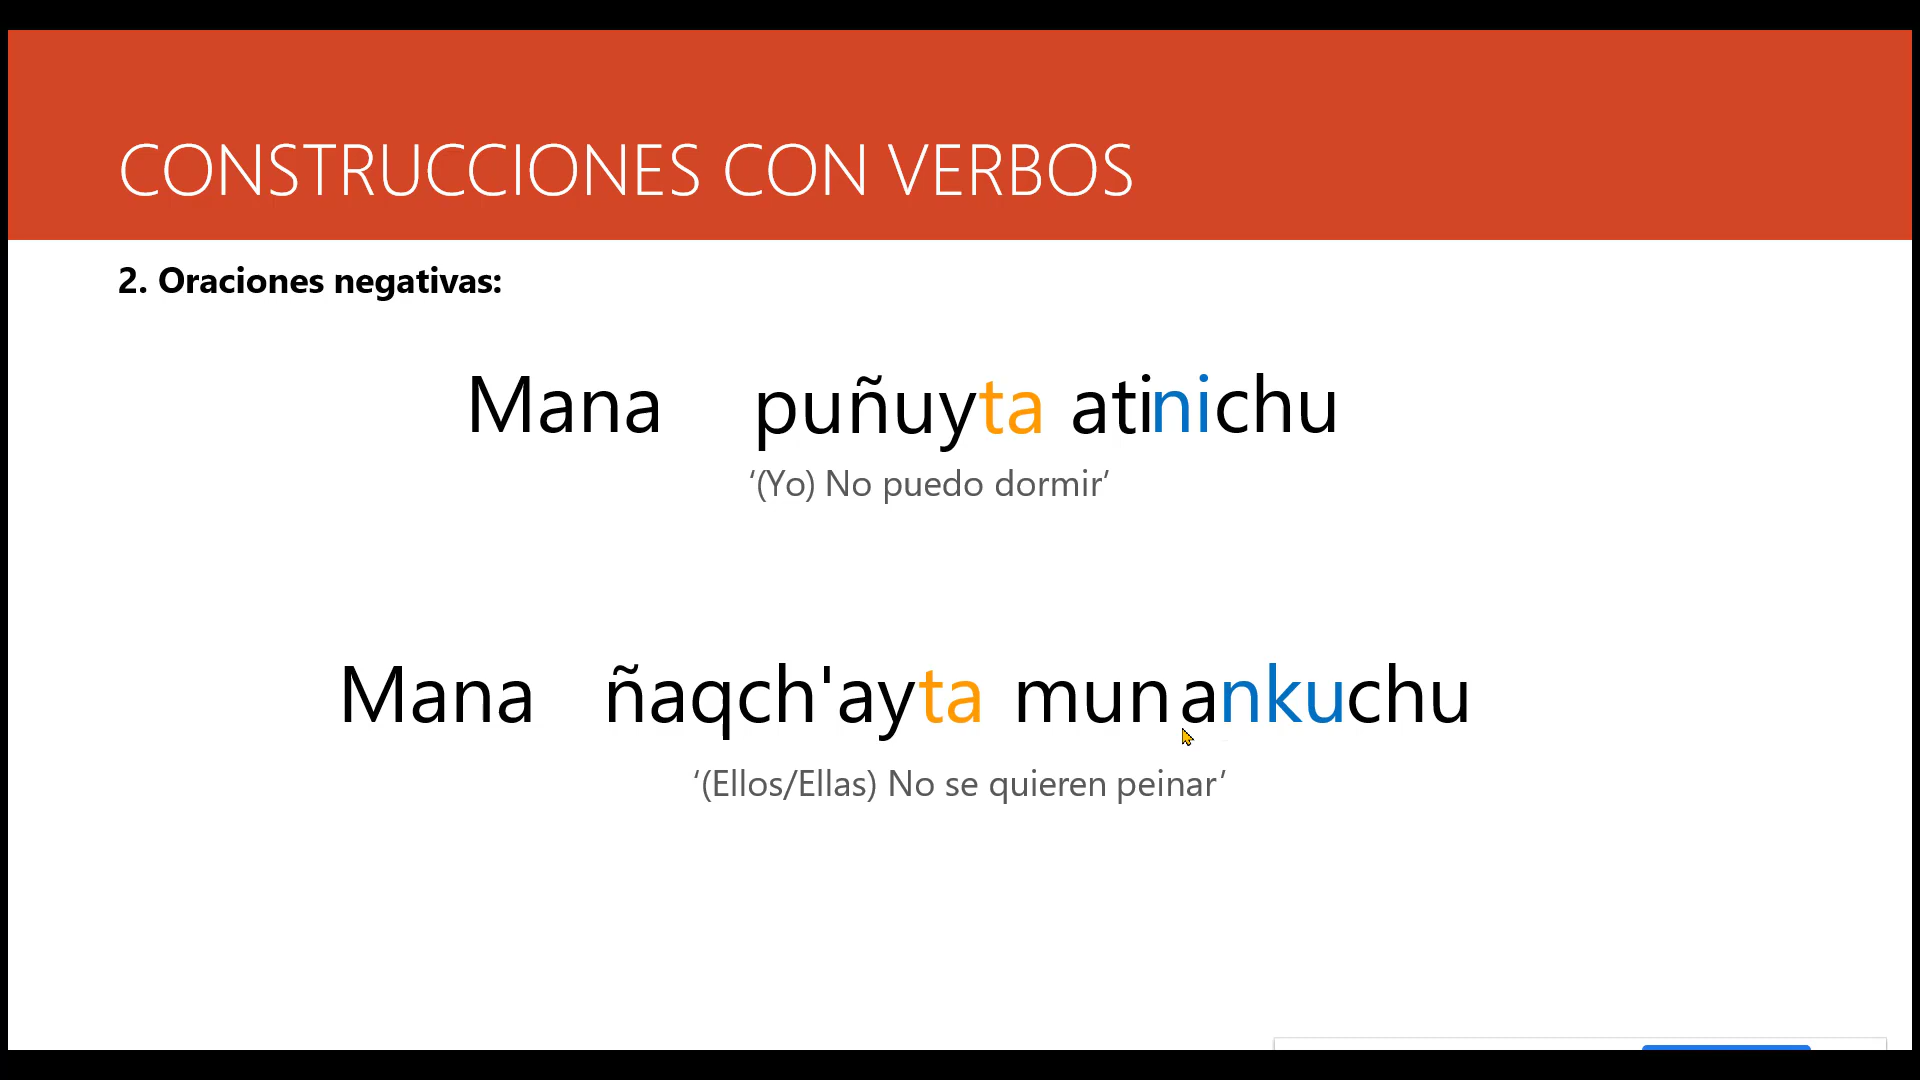 CONSTRUCCIONES CON VERBOS
2. Oraciones negativas:
Mana puñuyta atinichu
‘(Yo) No puedo dormir’
Mana ñaqch'ayta munankuchu
‘(Ellos/Ellas) No se quieren peinar’